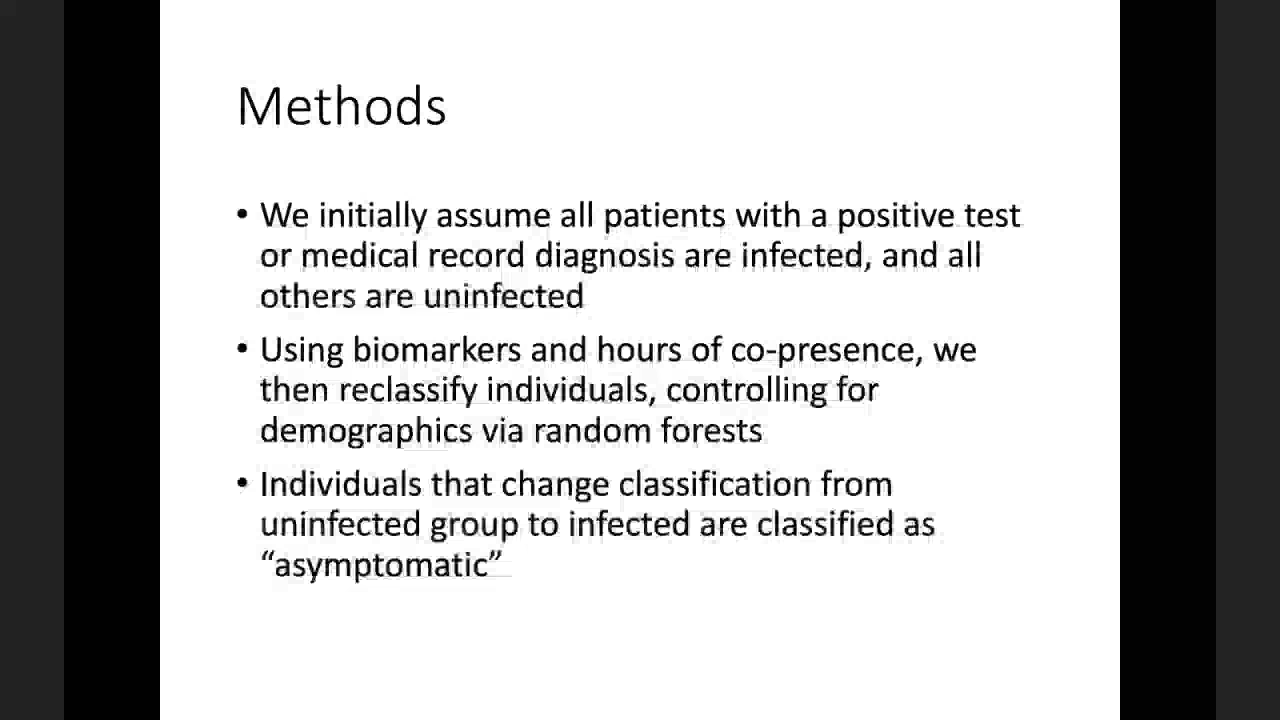 Methods
• We initially assume all patients with a positive test
or medical record diagnosis are infected, and all
others are uninfected
• Using biomarkers and hours of co-presence, we
then reclassify individuals, controlling for
demographics via random forests
• Individuals that change classification from
uninfected group to infected are classified as
“asymptomatic”